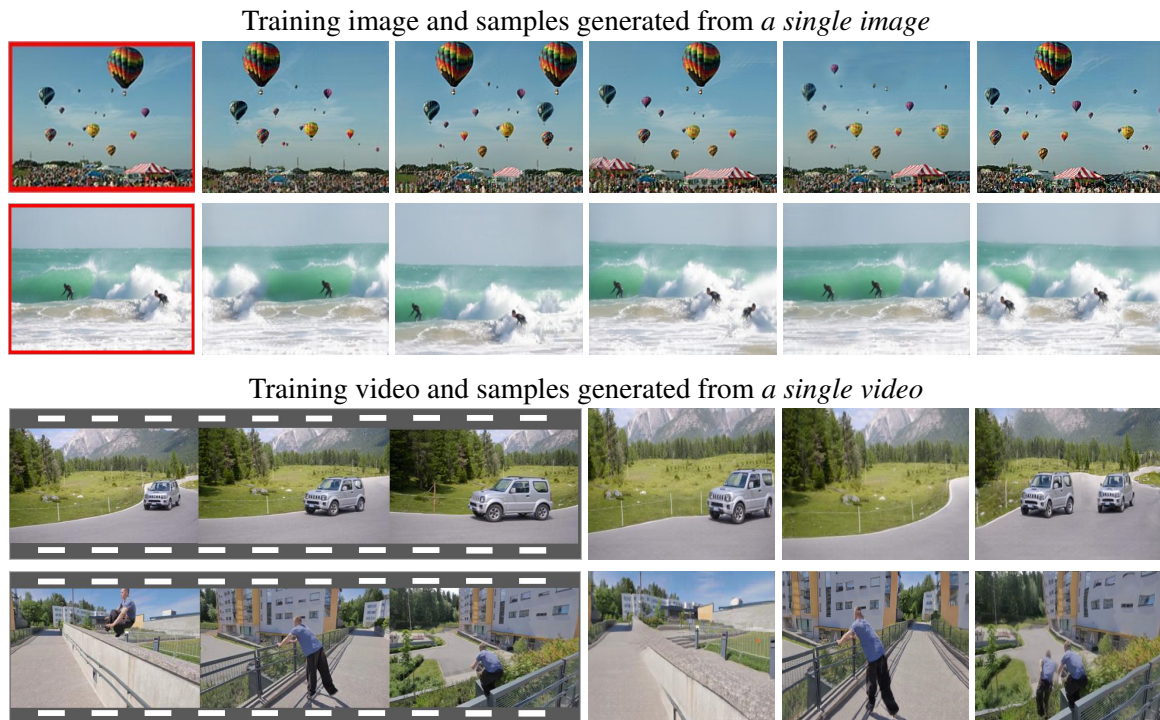 Training image and samples generated from a single image
Training video and samples generated from a single video